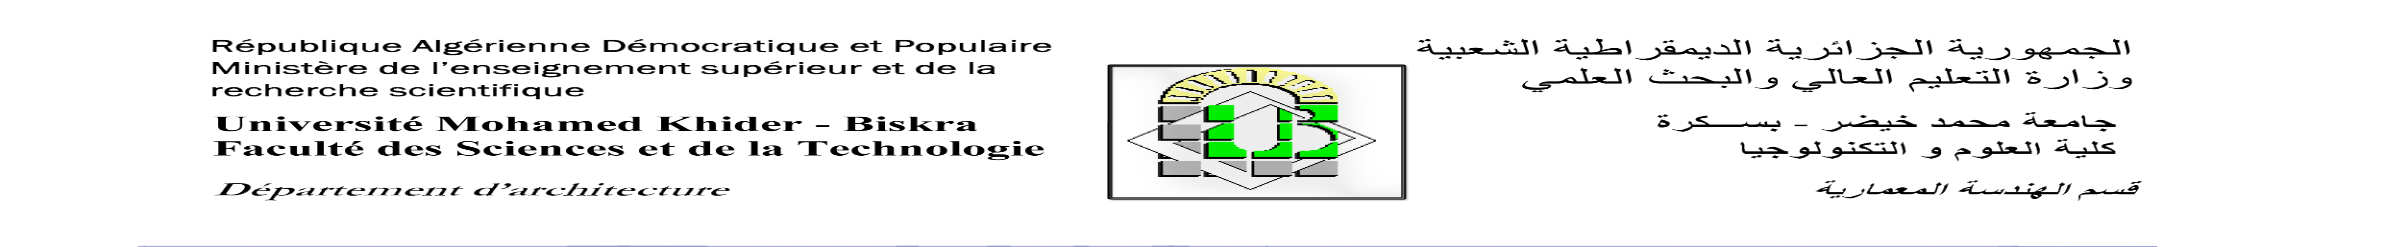 République Algérienne Démocratique et Populaire
Ministère de l'enseignement supérieur et de la
recherche scientifique
Université Mohamed Khider - Biskra
Faculté des Sciences et de la Technologie
Département d'architecture
الجمهورية الجزائرية الديمقراطية الشعبية
وزارة التعليم العالي والبحث العلمي
جامعة محمد خيضر - بســكرة
كلية العلوم و التكنولوجيا
قسم الهندسة المعمارية